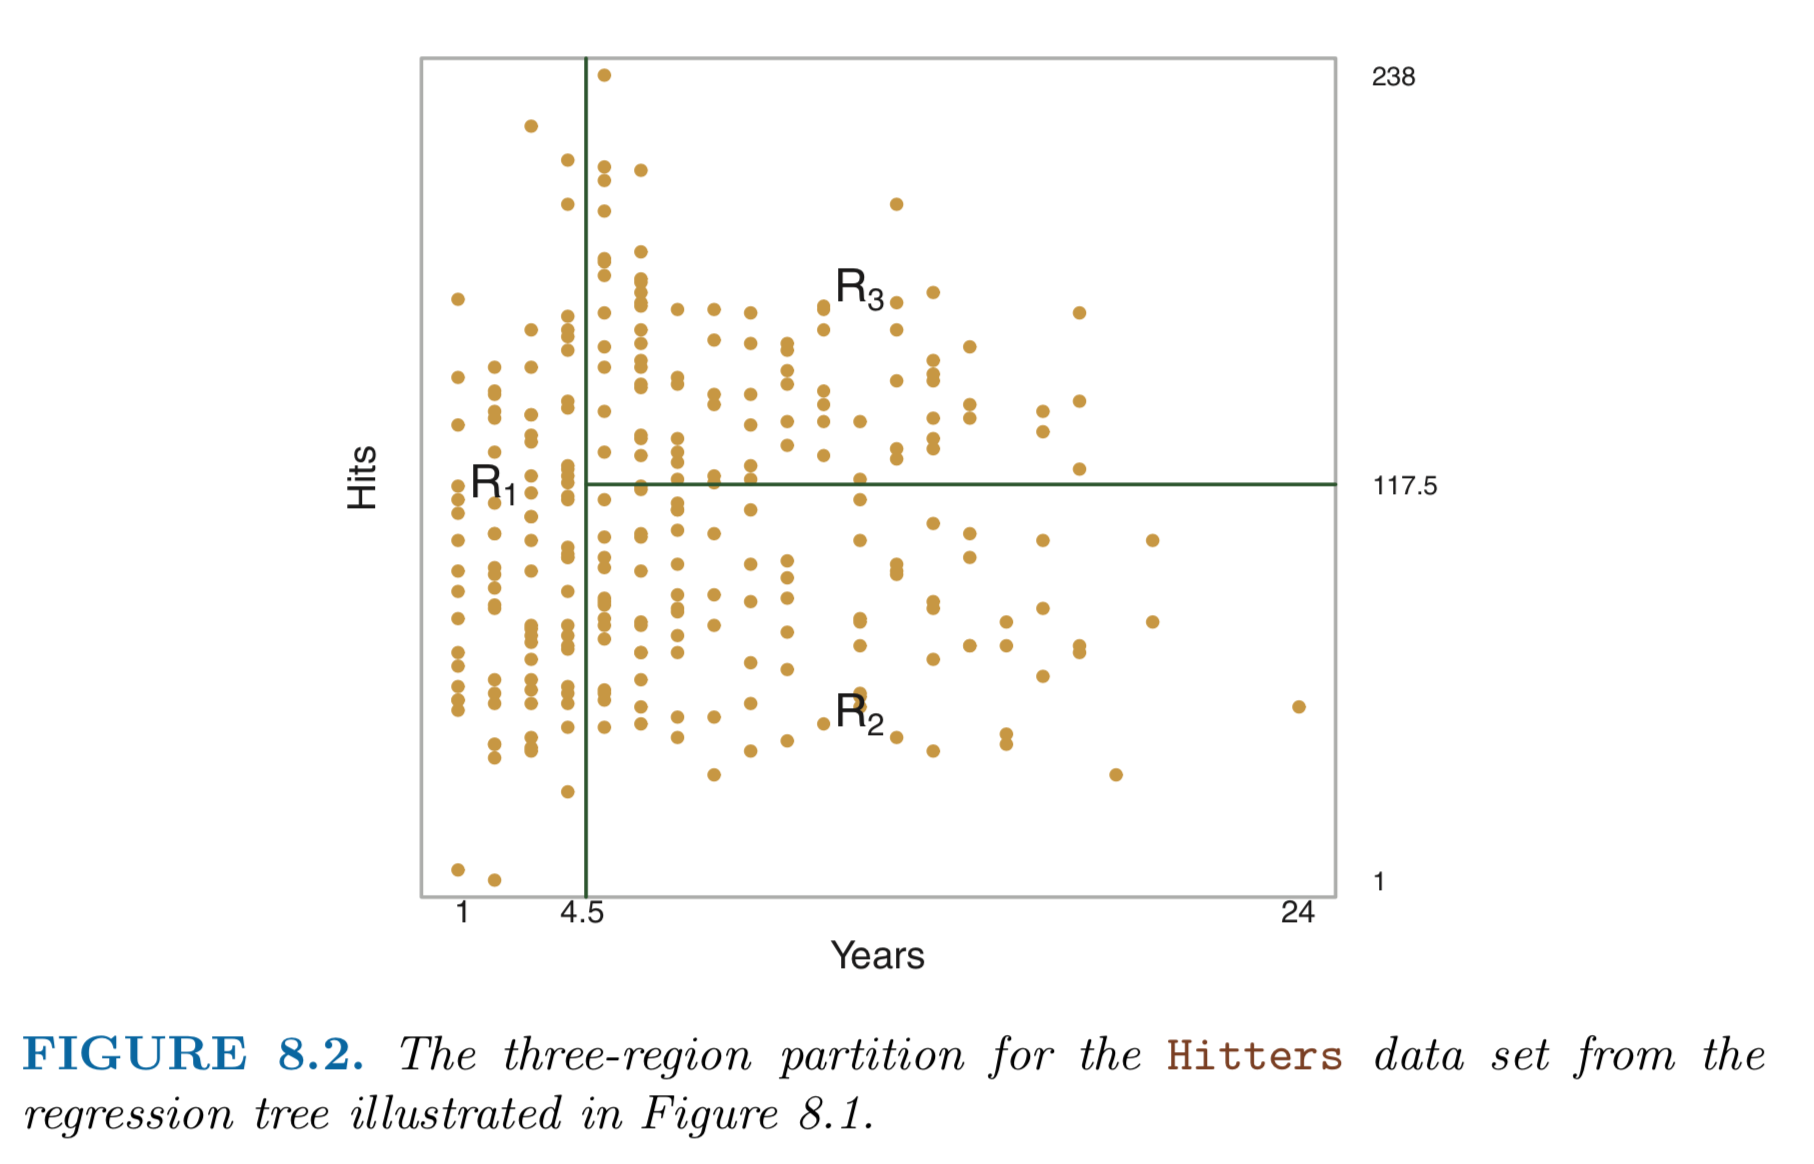 238
R3
Hits
R1
117.5
R2
1
1
4.5
24
Years
FIGURE 8.2. The three-region partition for the Hitters data set from the
regression tree illustrated in Figure 8.1.